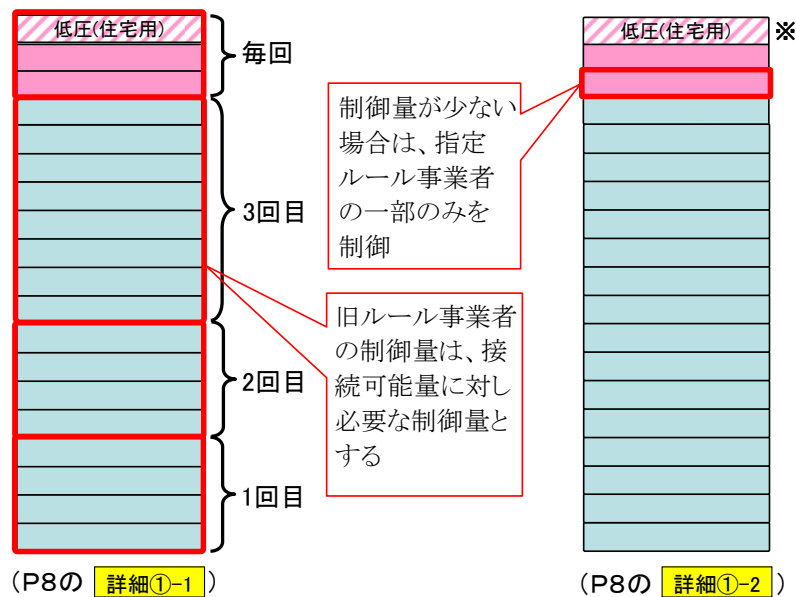 低圧(住宅用)
毎回
3回目
2回目
1回目
(P8の 詳細①-1 )
制御量が少ない
場合は、指定
ルール事業者
の一部のみを
制御
旧ルール事業者
の制御量は、接
続可能量に対し
必要な制御量と
する
低圧(住宅用) ※
(P8の 詳細①-2 )